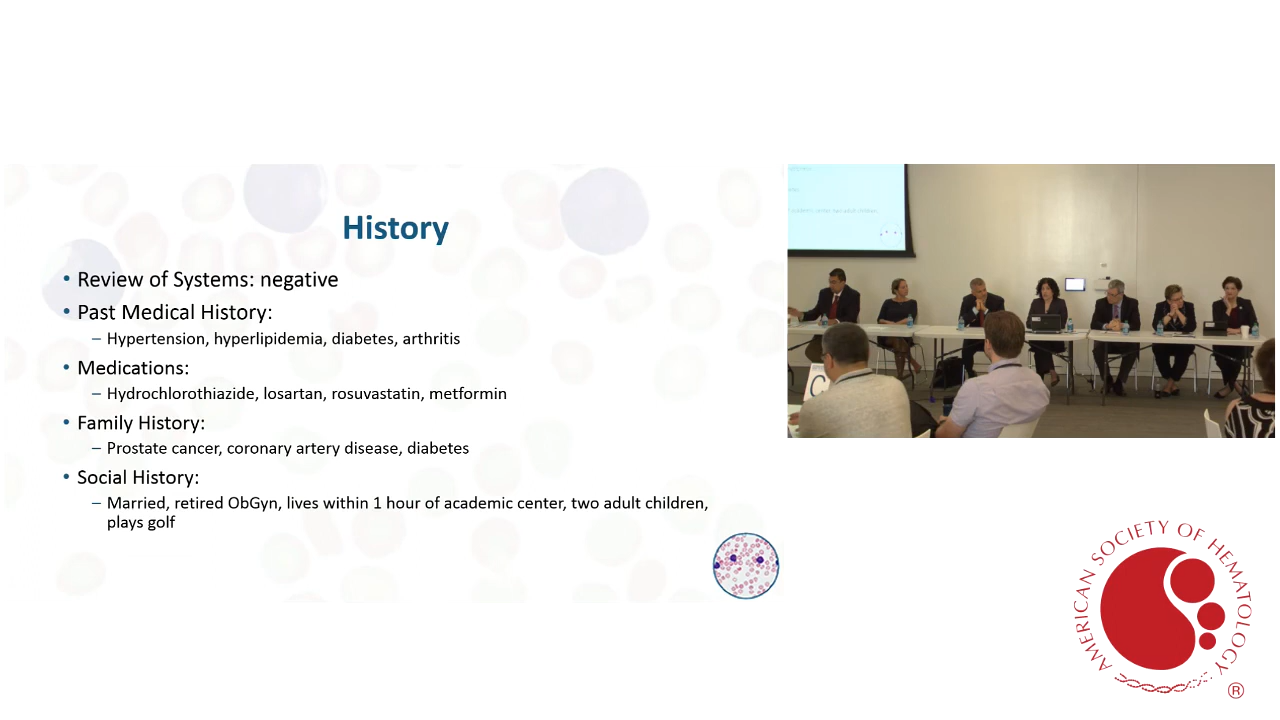 History
• Review of Systems: negative
• Past Medical History:
– Hypertension, hyperlipidemia, diabetes, arthritis
• Medications:
– Hydrochlorothiazide, losartan, rosuvastatin, metformin
• Family History:
– Prostate cancer, coronary artery disease, diabetes
• Social History:
– Married, retired ObGyn, lives within 1 hour of academic center, two adult children,
plays golf
C
AMERICAN SOCIETY OF HEMATOLOGY
®